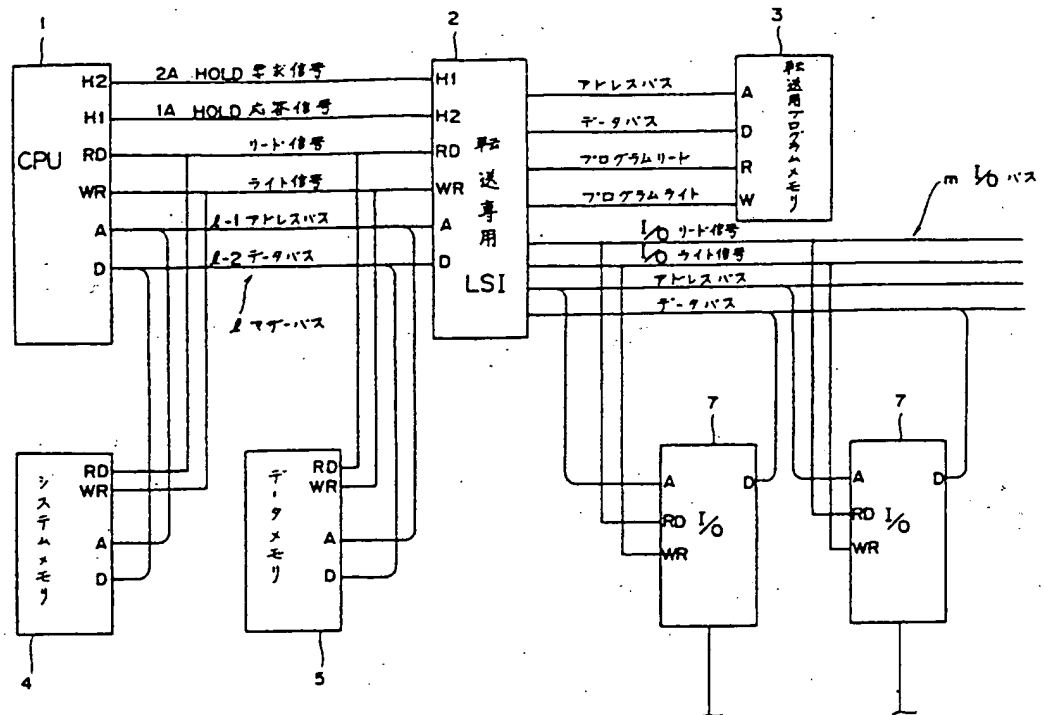 1
2
3
CPU
H2
H1
RD
WR
A
D
2A HOLD 要求信号
1A HOLD 応答信号
リード信号
ライト信号
l-1 アドレスバス
l-2 データバス
l マザーバス
H1
H2
RD
WR
A
D
転送専用
LSI
アドレスバス
データバス
プログラムリード
プログラムライト
A
D
R
W
転送用プログラムメモリ
m I/O バス
I/O リード信号
I/O ライト信号
アドレスバス
データバス
RD
WR
A
D
システムメモリ
4
RD
WR
A
D
データメモリ
5
7
A
D
RD
I/O
WR
7
A
D
RD
I/O
WR